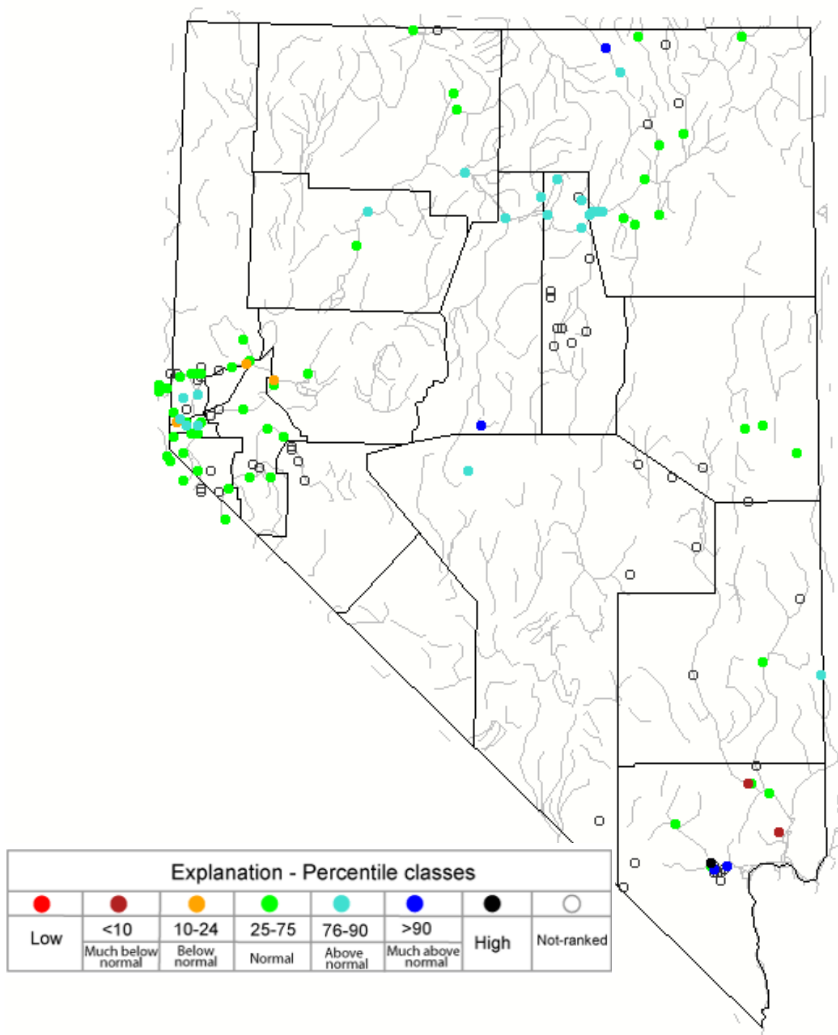 Explanation - Percentile classes
<10 10-24 25-75 76-90 >90
Low Much below normal Below normal Normal Above normal Much above normal High Not-ranked